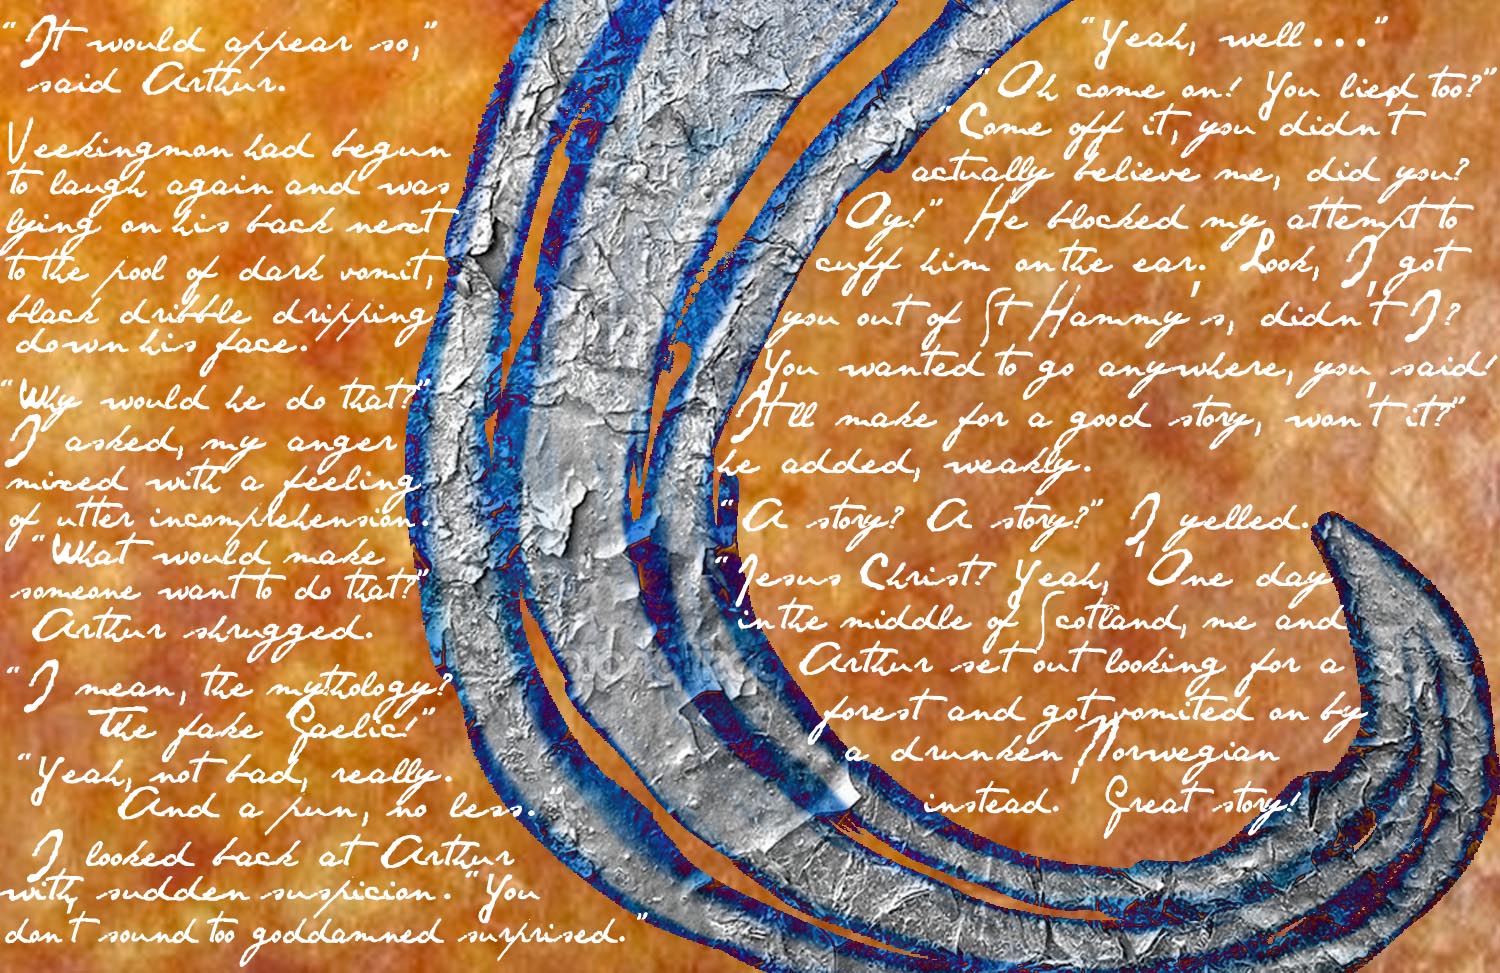 "It would appear so,"
said Arthur.
Veekingman had begun
to laugh again and was
lying on his back next
to the pool of dark vomit,
black dribble dripping
down his face.
"Why would he do that?"
I asked, my anger
mixed with a feeling
of utter incomprehension.
"What would make
someone want to do that?"
Arthur shrugged.
"I mean, the mythology?
The fake Gaelic!"
"Yeah, not bad, really.
And a pun, no less."
I looked back at Arthur
with sudden suspicion. "You
don't sound too goddamned surprised."
"Yeah, well..."
"Oh come on! You lied too?"
"Come off it, you didn't
actually believe me, did you?
Oy!" He blocked my attempt to
cuff him on the ear. 'Look, I got
you out of St Hammy's, didn't I?
You wanted to go anywhere, you said!
It'll make for a good story, won't it?"
he added, weakly.
"A story? A story?" I yelled.
"Jesus Christ! Yeah, 'One day
in the middle of Scotland, me and
Arthur set out looking for a
forest and got vomited on by
a drunken Norwegian
instead.' Great story!